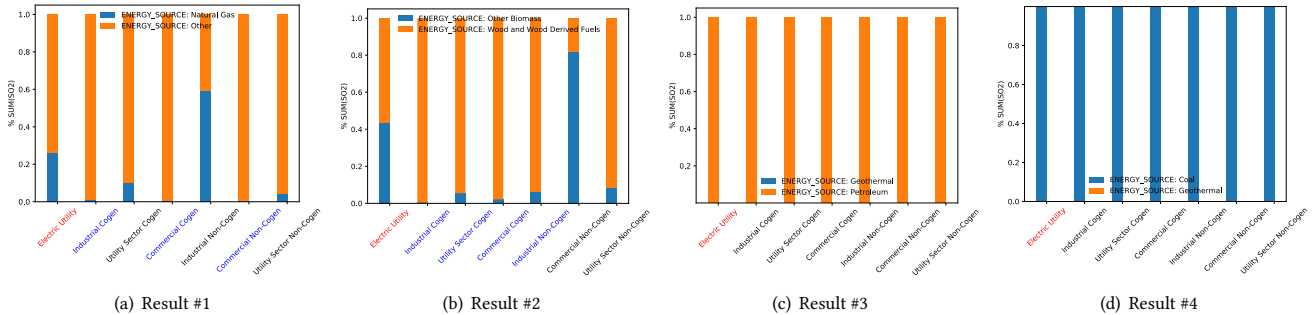 ENERGY_SOURCE: Natural Gas
ENERGY_SOURCE: Other
% SUM(SO2)
1.0
0.8
0.6
0.4
0.2
0.0
Electric Utility
Industrial Cogen
Utility Sector Cogen
Commercial Cogen
Industrial Non-Cogen
Commercial Non-Cogen
Utility Sector Non-Cogen
(a) Result #1
ENERGY_SOURCE: Other Biomass
ENERGY_SOURCE: Wood and Wood Derived Fuels
% SUM(SO2)
1.0
0.8
0.6
0.4
0.2
0.0
Electric Utility
Industrial Cogen
Utility Sector Cogen
Commercial Cogen
Industrial Non-Cogen
Commercial Non-Cogen
Utility Sector Non-Cogen
(b) Result #2
% SUM(SO2)
1.0
0.8
0.6
0.4
0.2
ENERGY_SOURCE: Geothermal
ENERGY_SOURCE: Petroleum
Electric Utility
Industrial Cogen
Utility Sector Cogen
Commercial Cogen
Industrial Non-Cogen
Commercial Non-Cogen
Utility Sector Non-Cogen
(c) Result #3
% SUM(SO2)
0.8
0.6
0.4
0.2
0.0
ENERGY_SOURCE: Coal
ENERGY_SOURCE: Geothermal
Electric Utility
Industrial Cogen
Utility Sector Cogen
Commercial Cogen
Industrial Non-Cogen
Commercial Non-Cogen
Utility Sector Non-Cogen
(d) Result #4